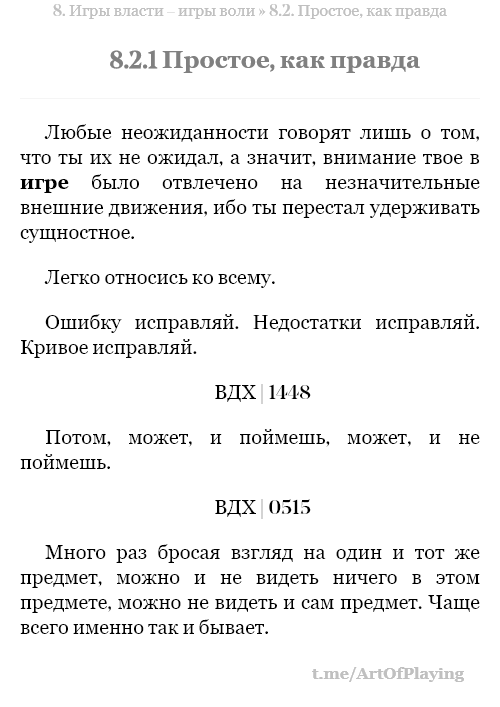 8. Игры власти – игры воли » 8.2. Простое, как правда
8.2.1 Простое, как правда
Любые неожиданности говорят лишь о том,
что ты их не ожидал, а значит, внимание твое в
игре было отвлечено на незначительные
внешние движения, ибо ты перестал удерживать
сущностное.
Легко относись ко всему.
Ошибку исправляй. Недостатки исправляй.
Кривое исправляй.
ВДХ | 1448
Потом, может, и поймешь, может, и не
поймешь.
ВДХ | 0515
Много раз бросая взгляд на один и тот же
предмет, можно и не видеть ничего в этом
предмете, можно не видеть и сам предмет. Чаще
всего именно так и бывает.
t.me/ArtOfPlaying